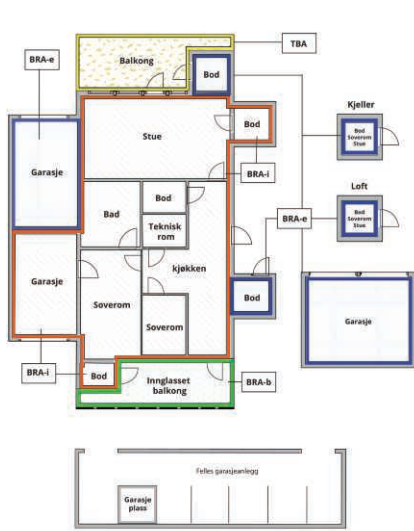 TBA
Balkong
BRA-e
Bod
Kjeller
Bod
Stue
Bod
Soverom
Stue
Garasje
BRA-i
Loft
Bod
Bod
Soverom
Stua
Bad
Teknisk
rom
BRA-e
Garasje
kjøkken
Soverom
Bod
Garasje
Soverom
BRA-i
Bod
Innglasset
balkong
BRA-b
Felles garasjeanlegg
Garasje
plass